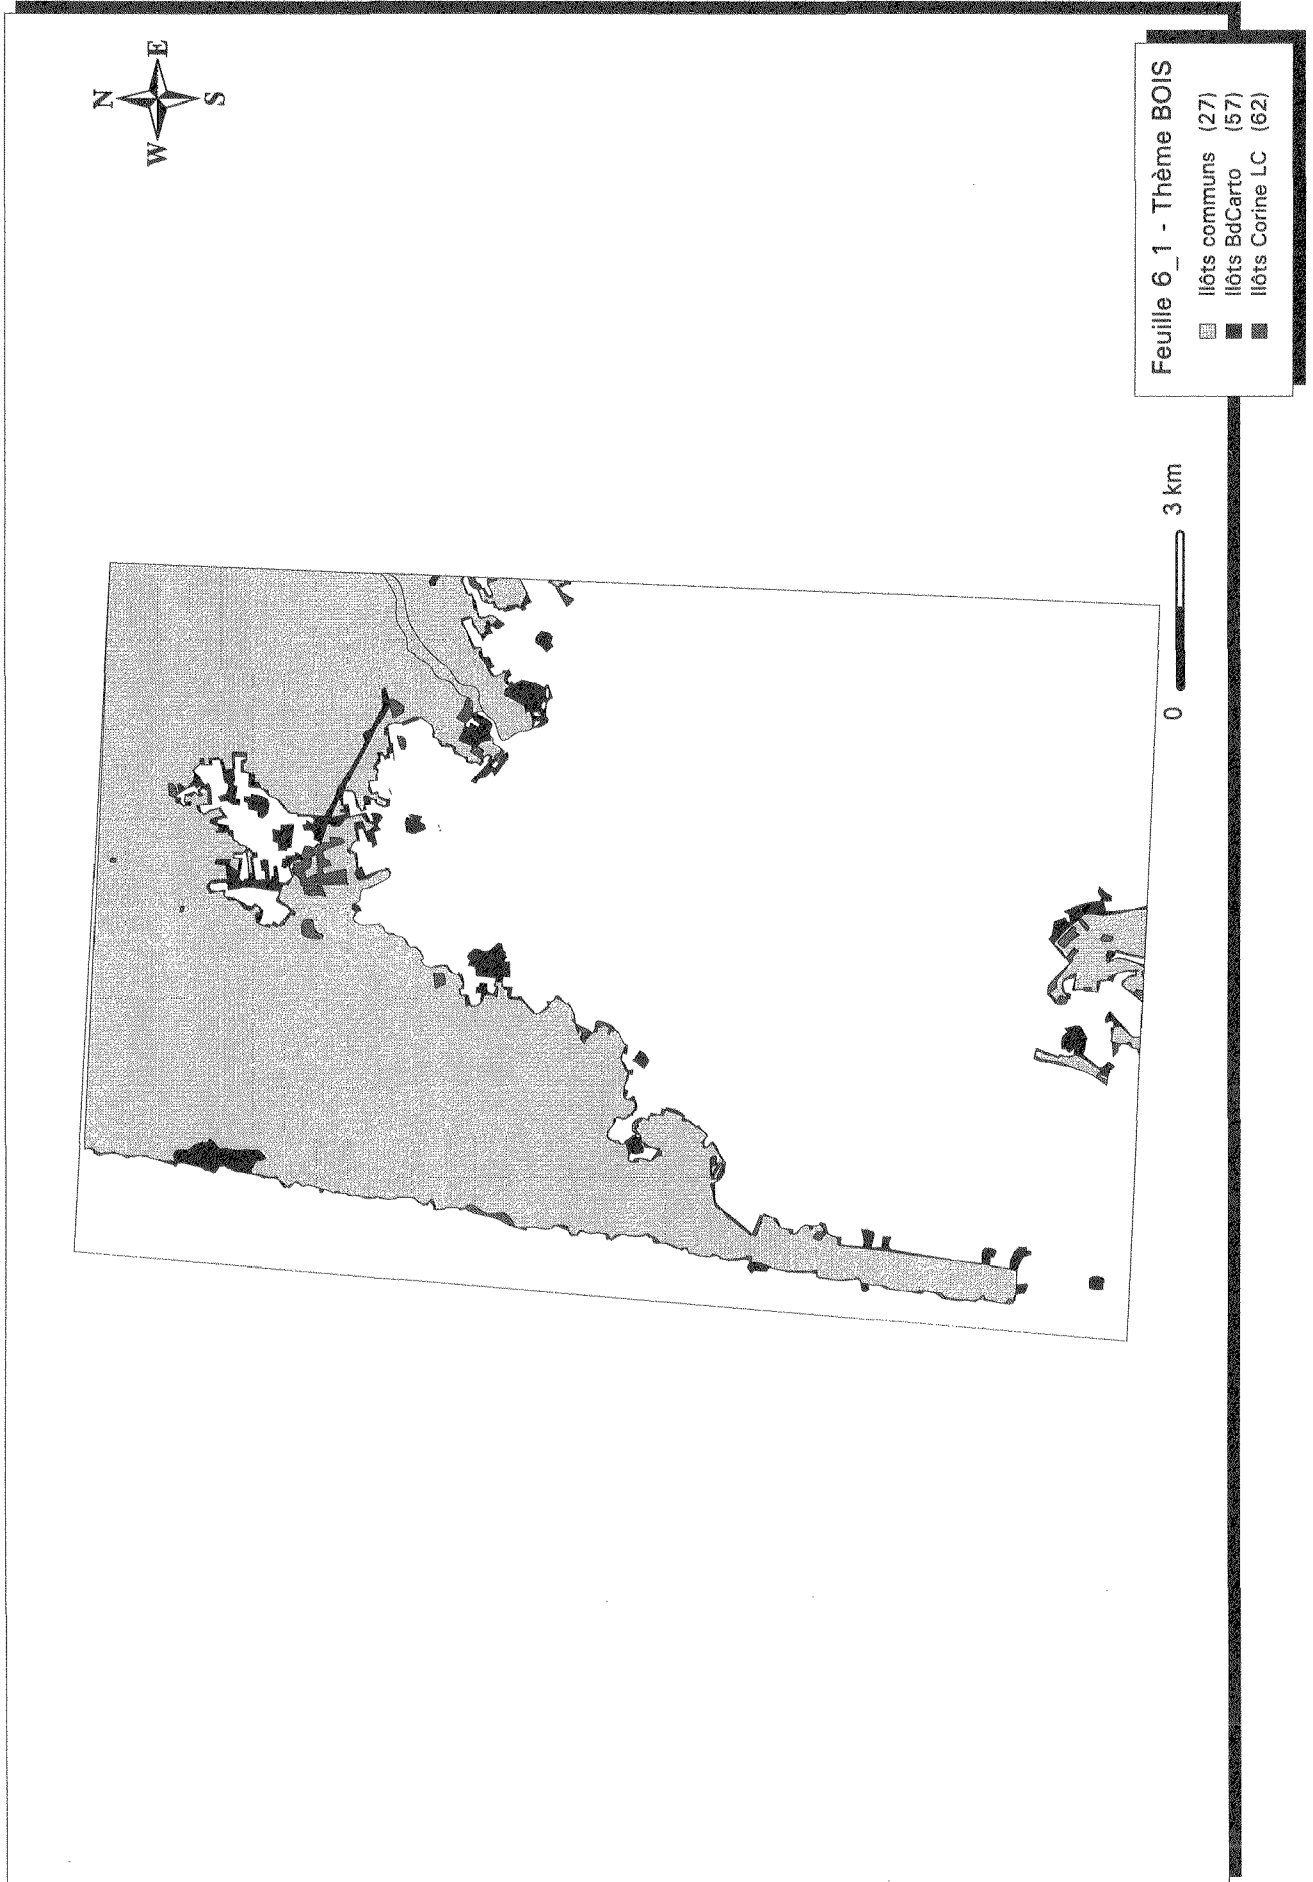 N
W E
S
0 3 km
Feuille 6_1 - Thème BOIS
Ilôts communs (27)
Ilôts BdCarto (57)
Ilôts Corine LC (62)